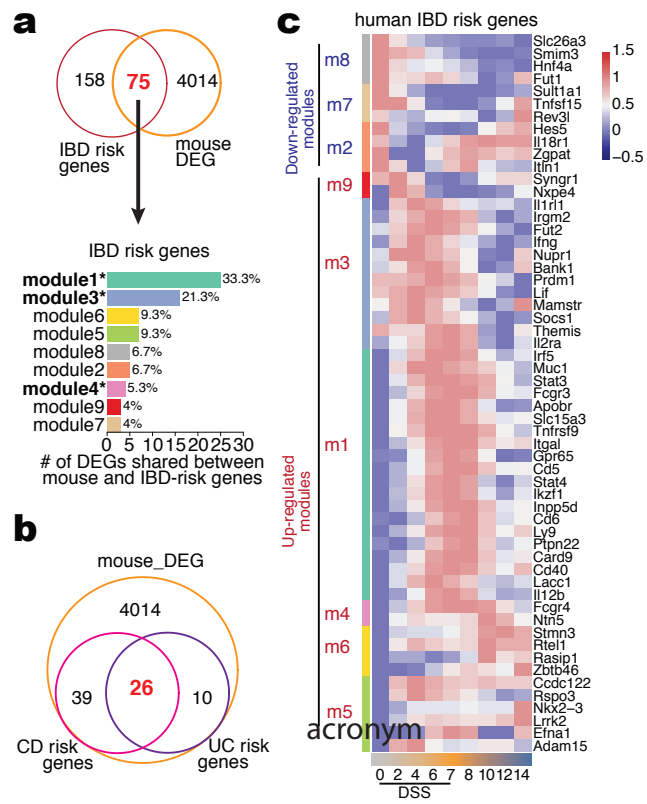 a
158
75
4014
IBD risk
genes
mouse
DEG
IBD risk genes
module1*
33.3%
module3*
21.3%
module6
9.3%
module5
9.3%
module8
6.7%
module2
6.7%
module4*
5.3%
module9
4%
module7
4%
0 5 10 15 20 25 30
# of DEGs shared between
mouse and IBD-risk genes
b
mouse_DEG
4014
39
26
10
CD risk
genes
UC risk
genes
c
human IBD risk genes
Down-regulated
modules
Up-regulated
modules
m8
m7
m2
m9
m3
m1
m4
m6
m5
Slc26a3
Smim3
Hnf4a
Fut1
Sult1a1
Tnfsf15
Rev3l
Hes5
Il18r1
Zgpat
Itln1
Syngr1
Nxpe4
Il1rl1
Irgm2
Fut2
Ifng
Nupr1
Bank1
Prdm1
Lif
Mamstr
Socs1
Themis
Il2ra
Irf5
Muc1
Stat3
Fcgr3
Apobr
Slc15a3
Tnfrsf9
Itgal
Gpr65
Cd5
Stat4
Ikzf1
Inpp5d
Cd6
Ly9
Ptpn22
Card9
Cd40
Lacc1
Il12b
Fcgr4
Ntn5
Stmn3
Rtel1
Rasip1
Zbtb46
Ccdc122
Rspo3
Nkx2-3
Lrrk2
Efna1
Adam15
acronym
0 2 4 6 7 8 10 12 14
DSS
1.5
1
0.5
0
−0.5